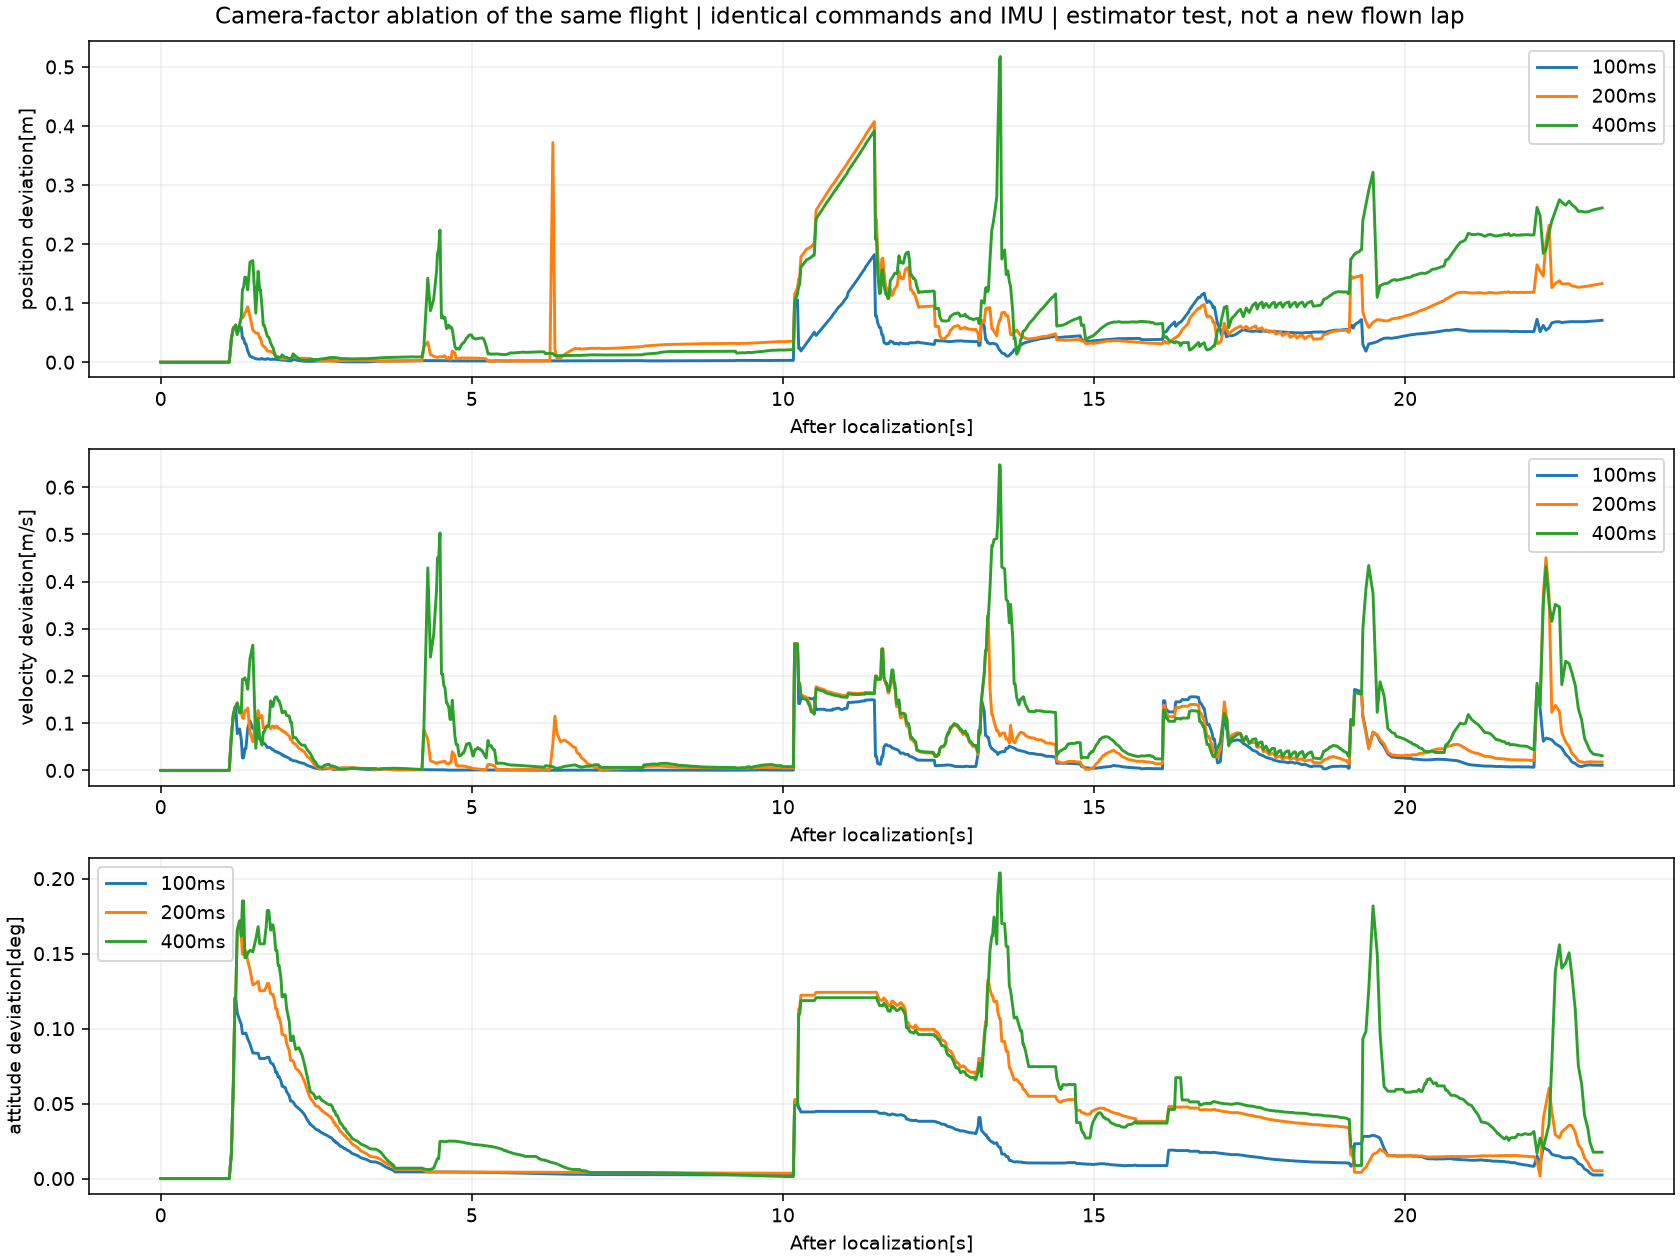 Camera-factor ablation of the same flight | identical commands and IMU | estimator test, not a new flown lap
position deviation[m]
0.5
0.4
0.3
0.2
0.1
0.0
100ms
200ms
400ms
0 5 10 15 20
After localization[s]
velocity deviation[m/s]
0.6
0.5
0.4
0.3
0.2
0.1
0.0
100ms
200ms
400ms
0 5 10 15 20
After localization[s]
attitude deviation[deg]
0.20
0.15
0.10
0.05
0.00
100ms
200ms
400ms
0 5 10 15 20
After localization[s]